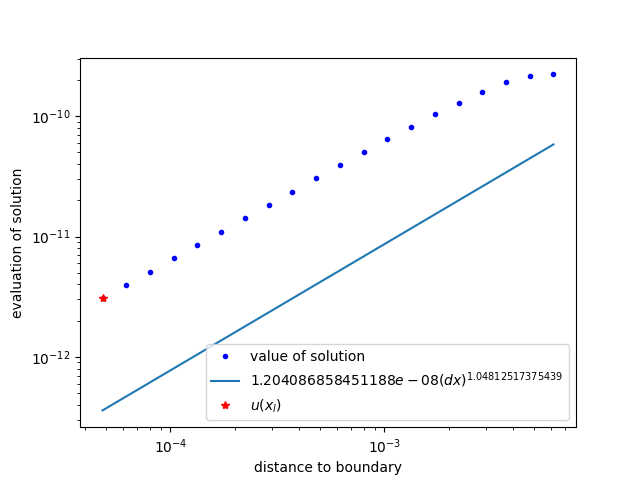 10⁻¹⁰
10⁻¹¹
10⁻¹²
evaluation of solution
value of solution
1.204086858451188e − 08(dx)^1.04812517375439
u(x_I)
10⁻⁴
10⁻³
distance to boundary